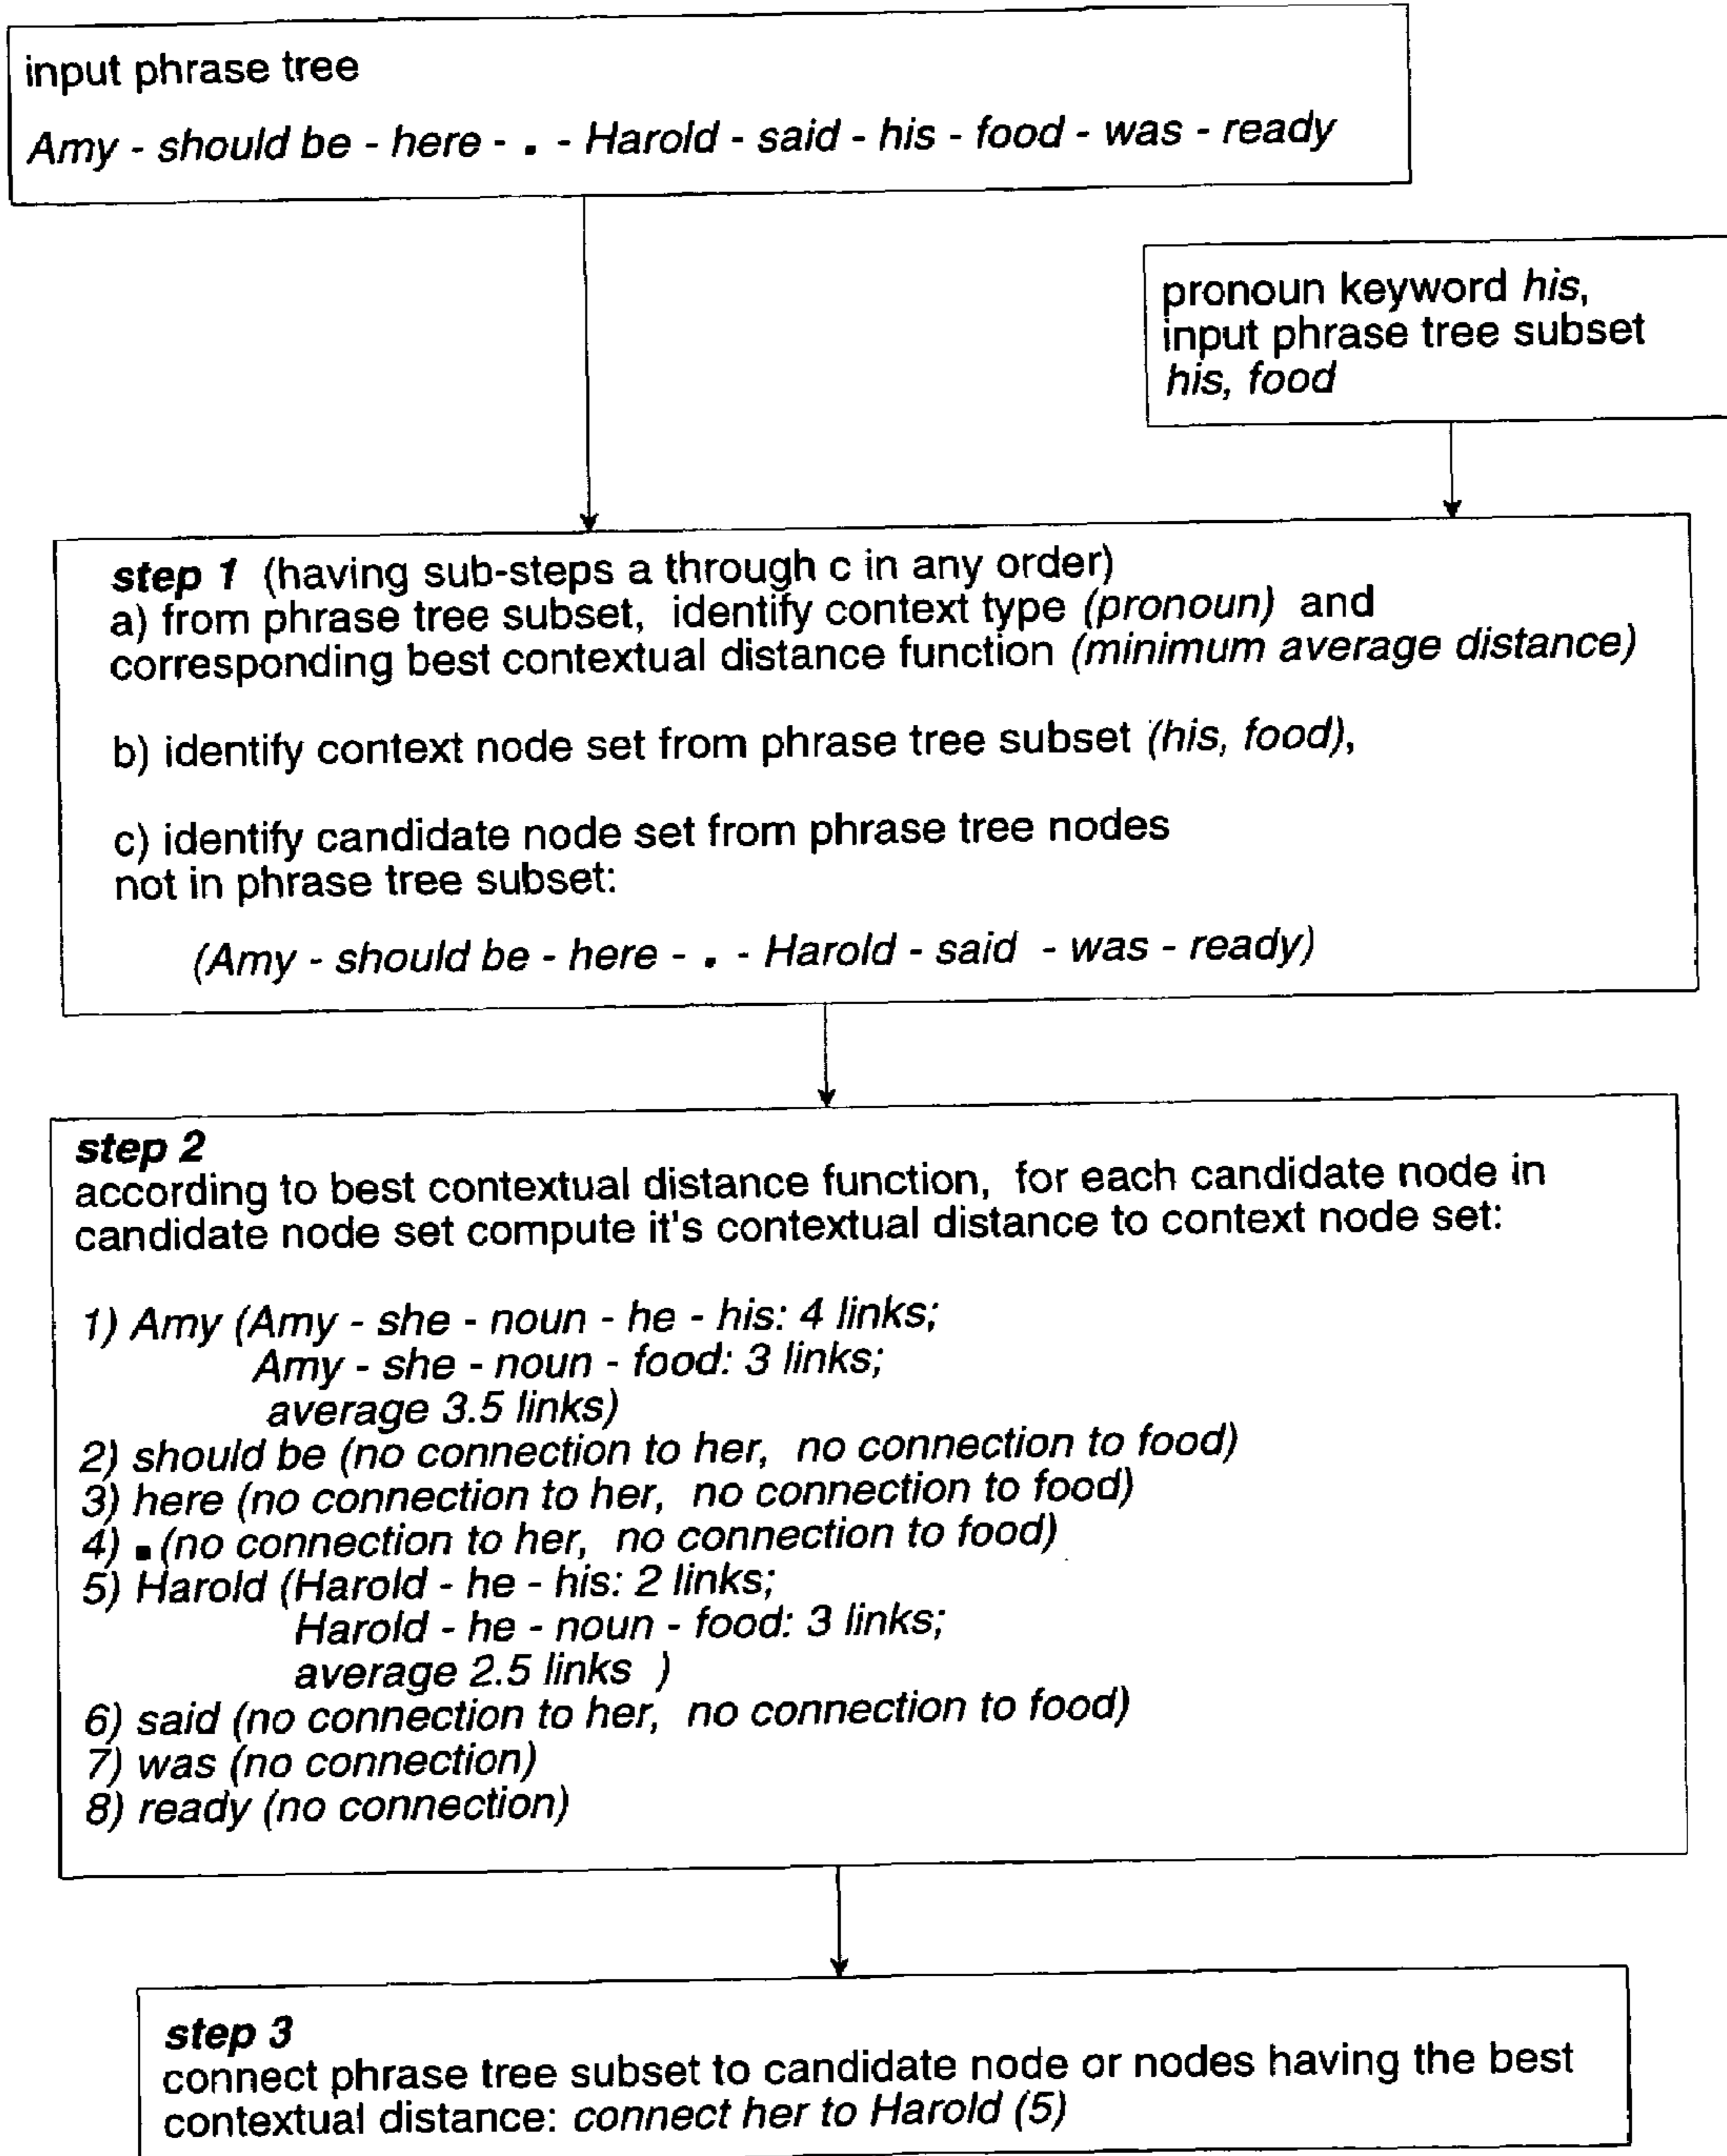 input phrase tree
Amy - should be - here - . - Harold - said - his - food - was - ready
pronoun keyword his,
input phrase tree subset
his, food
step 1 (having sub-steps a through c in any order)
a) from phrase tree subset, identify context type (pronoun) and
corresponding best contextual distance function (minimum average distance)
b) identify context node set from phrase tree subset (his, food),
c) identify candidate node set from phrase tree nodes
not in phrase tree subset:
(Amy - should be - here - . - Harold - said - was - ready)
step 2
according to best contextual distance function, for each candidate node in
candidate node set compute it's contextual distance to context node set:
1) Amy (Amy - she - noun - he - his: 4 links;
Amy - she - noun - food: 3 links;
average 3.5 links)
2) should be (no connection to her, no connection to food)
3) here (no connection to her, no connection to food)
4) . (no connection to her, no connection to food)
5) Harold (Harold - he - his: 2 links;
Harold - he - noun - food: 3 links;
average 2.5 links )
6) said (no connection to her, no connection to food)
7) was (no connection)
8) ready (no connection)
step 3
connect phrase tree subset to candidate node or nodes having the best
contextual distance: connect her to Harold (5)